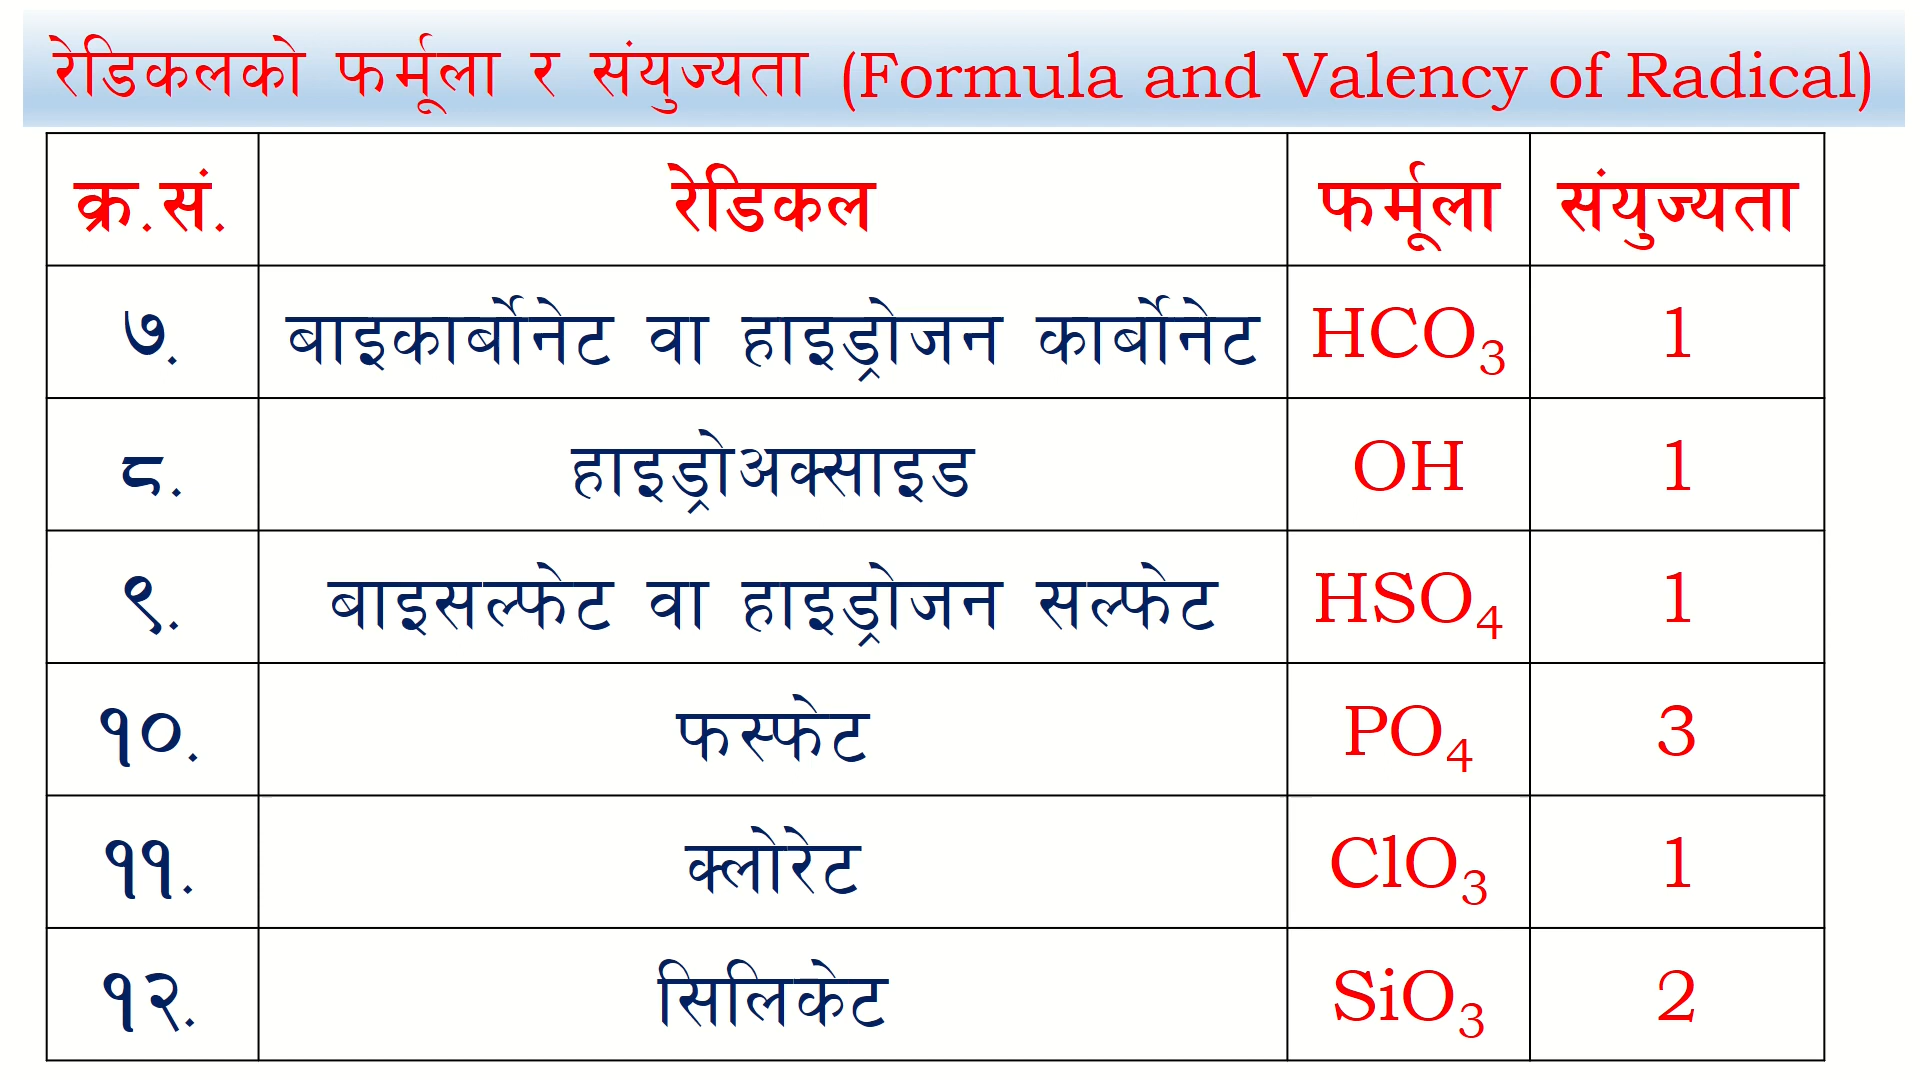 रेडिकलको फर्मूला र संयुज्यता (Formula and Valency of Radical)
क्र.सं. रेडिकल फर्मूला संयुज्यता
७. बाइकार्बोनेट वा हाइड्रोजन कार्बोनेट HCO₃ 1
८. हाइड्रोअक्साइड OH 1
९. बाइसल्फेट वा हाइड्रोजन सल्फेट HSO₄ 1
१०. फस्फेट PO₄ 3
११. क्लोरेट ClO₃ 1
१२. सिलिकेट SiO₃ 2